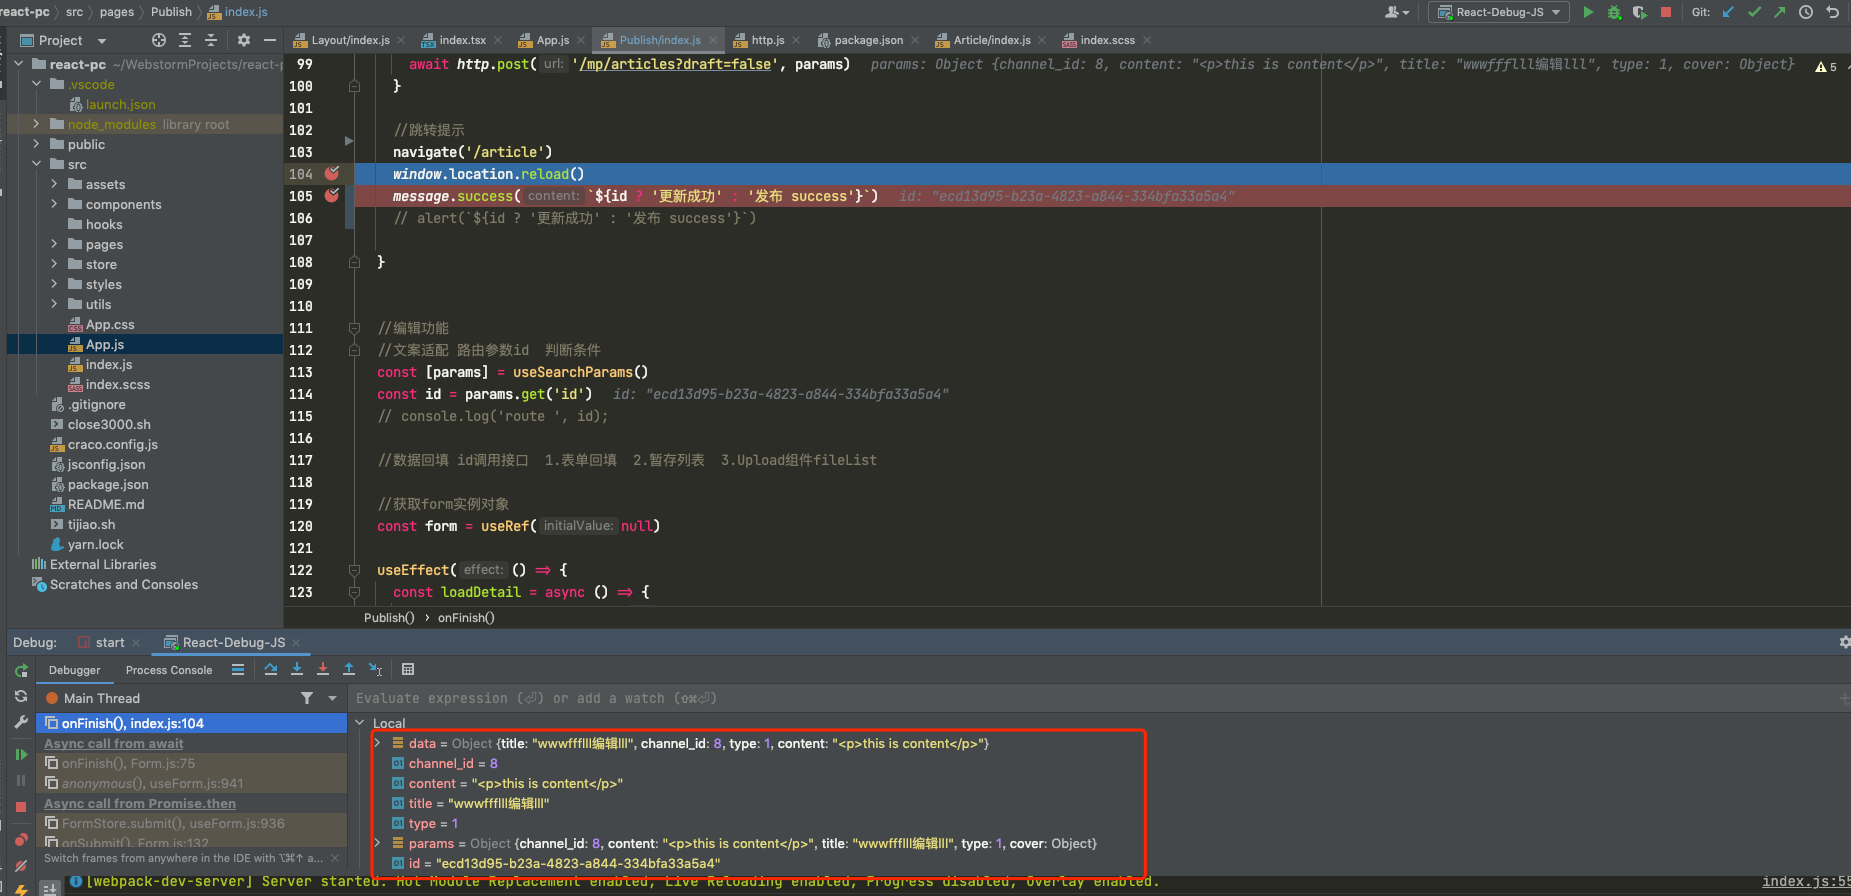 react-pc src pages Publish index.js
React-Debug-JS Git:
Project
Layout/index.js index.tsx App.js Publish/index.js http.js package.json Article/index.js index.scss
react-pc ~/WebstormProjects/react-p
.vscode
launch.json
node_modules library root
public
src
assets
components
hooks
pages
store
styles
utils
App.css
App.js
index.js
index.scss
.gitignore
close3000.sh
craco.config.js
jsconfig.json
package.json
README.md
tijiao.sh
yarn.lock
External Libraries
Scratches and Consoles
99 await http.post( url: '/mp/articles?draft=false', params) params: Object {channel_id: 8, content: "<p>this is content</p>", title: "wwwffflll编辑lll", type: 1, cover: Object} 5
100 }
101
102 //跳转提示
103 navigate('/article')
104 window.location.reload()
105 message.success( content: `${id ? '更新成功' : '发布 success'}`) id: "ecd13d95-b23a-4823-a844-334bfa33a5a4"
106 // alert(`${id ? '更新成功' : '发布 success'}`)
107
108 }
109
110
111 //编辑功能
112 //文案适配 路由参数id 判断条件
113 const [params] = useSearchParams()
114 const id = params.get('id') id: "ecd13d95-b23a-4823-a844-334bfa33a5a4"
115 // console.log('route ', id);
116
117 //数据回填 id调用接口 1.表单回填 2.暂存列表 3.Upload组件fileList
118
119 //获取form实例对象
120 const form = useRef( initialValue: null)
121
122 useEffect( effect: () => {
123 const loadDetail = async () => {
Publish() › onFinish()
Debug: start React-Debug-JS
Debugger Process Console
Main Thread
Evaluate expression (⏎) or add a watch (⇧⌘⏎)
onFinish(), index.js:104
Async call from await
onFinish(), Form.js:75
anonymous(), useForm.js:941
Async call from Promise.then
FormStore.submit(), useForm.js:936
onSubmit(), Form.js:132
Switch frames from anywhere in the IDE with ⌥⌘↑ a...
Local
data = Object {title: "wwwffflll编辑lll", channel_id: 8, type: 1, content: "<p>this is content</p>"}
channel_id = 8
content = "<p>this is content</p>"
title = "wwwffflll编辑lll"
type = 1
params = Object {channel_id: 8, content: "<p>this is content</p>", title: "wwwffflll编辑lll", type: 1, cover: Object}
id = "ecd13d95-b23a-4823-a844-334bfa33a5a4"
[webpack-dev-server] Server started: Hot Module Replacement enabled, Live Reloading enabled, Progress disabled, Overlay enabled. index.js:55